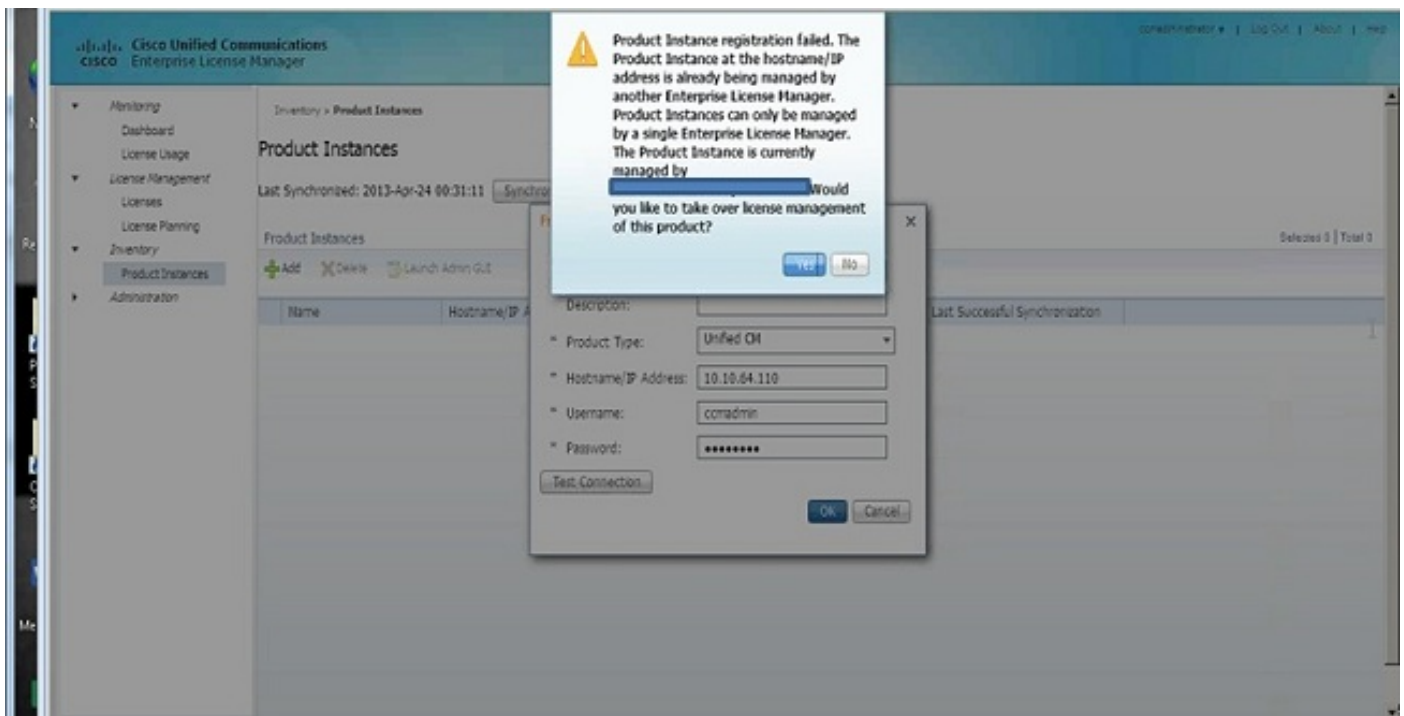 Cisco Unified Communications
CISCO Enterprise License Manager
| Log Out | About | Help
Monitoring
Dashboard
License Usage
License Management
Licenses
License Planning
Inventory
Product Instances
Administration
Inventory > Product Instances
Product Instances
Last Synchronized: 2013-Apr-24 00:31:11
Product Instances
Selected 0 | Total 0
Add Delete Launch Admin GUI
Name Hostname/IP A
Last Successful Synchronization
Product Instance registration failed. The
Product Instance at the hostname/IP
address is already being managed by
another Enterprise License Manager.
Product Instances can only be managed
by a single Enterprise License Manager.
The Product Instance is currently
managed by
Would
you like to take over license management
of this product?
Yes No
Description:
* Product Type: Unified CM
* Hostname/IP Address: 10.10.64.110
* Username: ccmadmin
* Password: ••••••••
Test Connection
OK Cancel